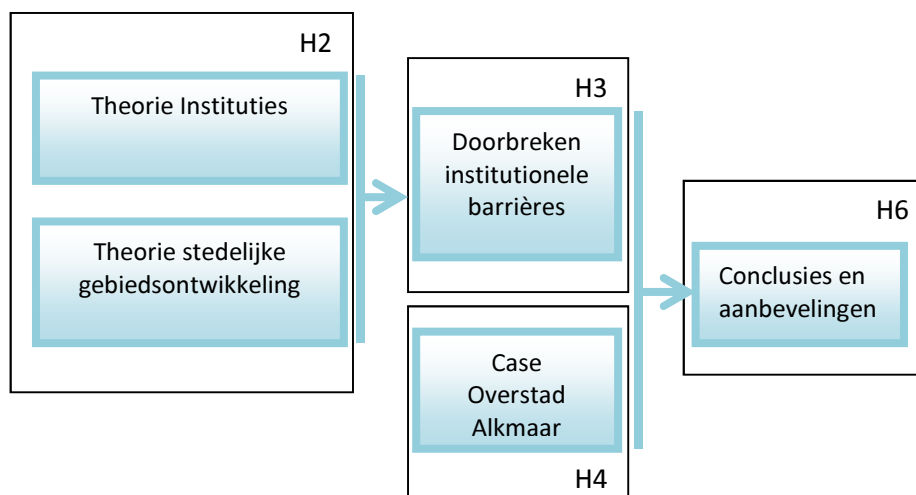 H2
Theorie Instituties
Theorie stedelijke
gebiedsontwikkeling
H3
Doorbreken
institutionele
barrières
Case
Overstad
Alkmaar
H4
H6
Conclusies en
aanbevelingen